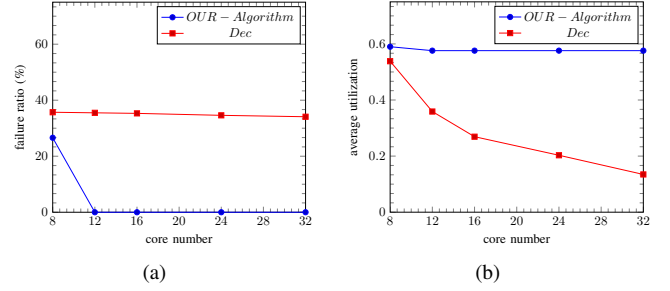 OUR − Algorithm
Dec
60
40
20
0
failure ratio (%)
8 12 16 20 24 28 32
core number
(a)
OUR − Algorithm
Dec
0.6
0.4
0.2
0
average utilization
8 12 16 20 24 28 32
core number
(b)